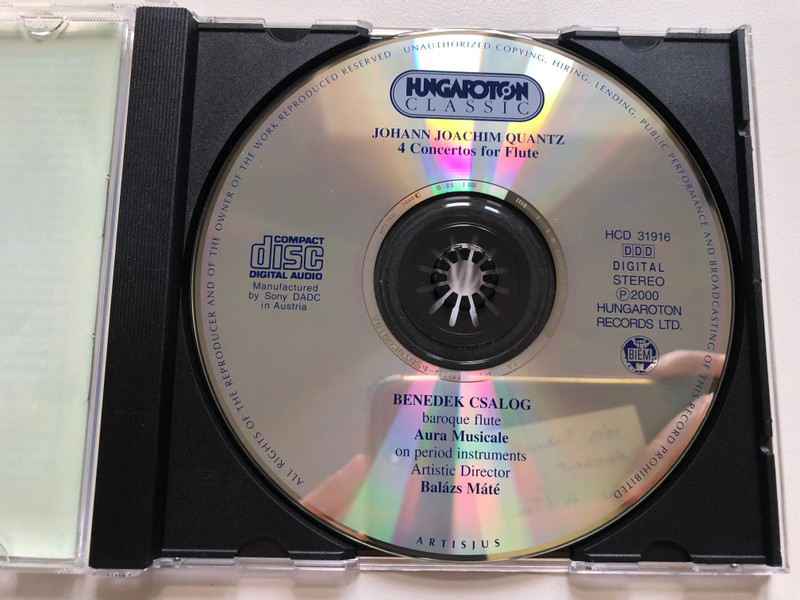 ALL RIGHTS OF THE REPRODUCER AND OF THE OWNER OF THE WORK REPRODUCED RESERVED · UNAUTHORIZED COPYING, HIRING, LENDING, PUBLIC PERFORMANCE AND BROADCASTING OF THIS RECORD PROHIBITED
HUNGAROTON
CLASSIC
JOHANN JOACHIM QUANTZ
4 Concertos for Flute
COMPACT
disc
DIGITAL AUDIO
Manufactured
by Sony DADC
in Austria
HCD 31916
DDD
DIGITAL
STEREO
Ⓟ2000
HUNGAROTON
RECORDS LTD.
BIEM
BENEDEK CSALOG
baroque flute
Aura Musicale
on period instruments
Artistic Director
Balázs Máté
ARTISJUS